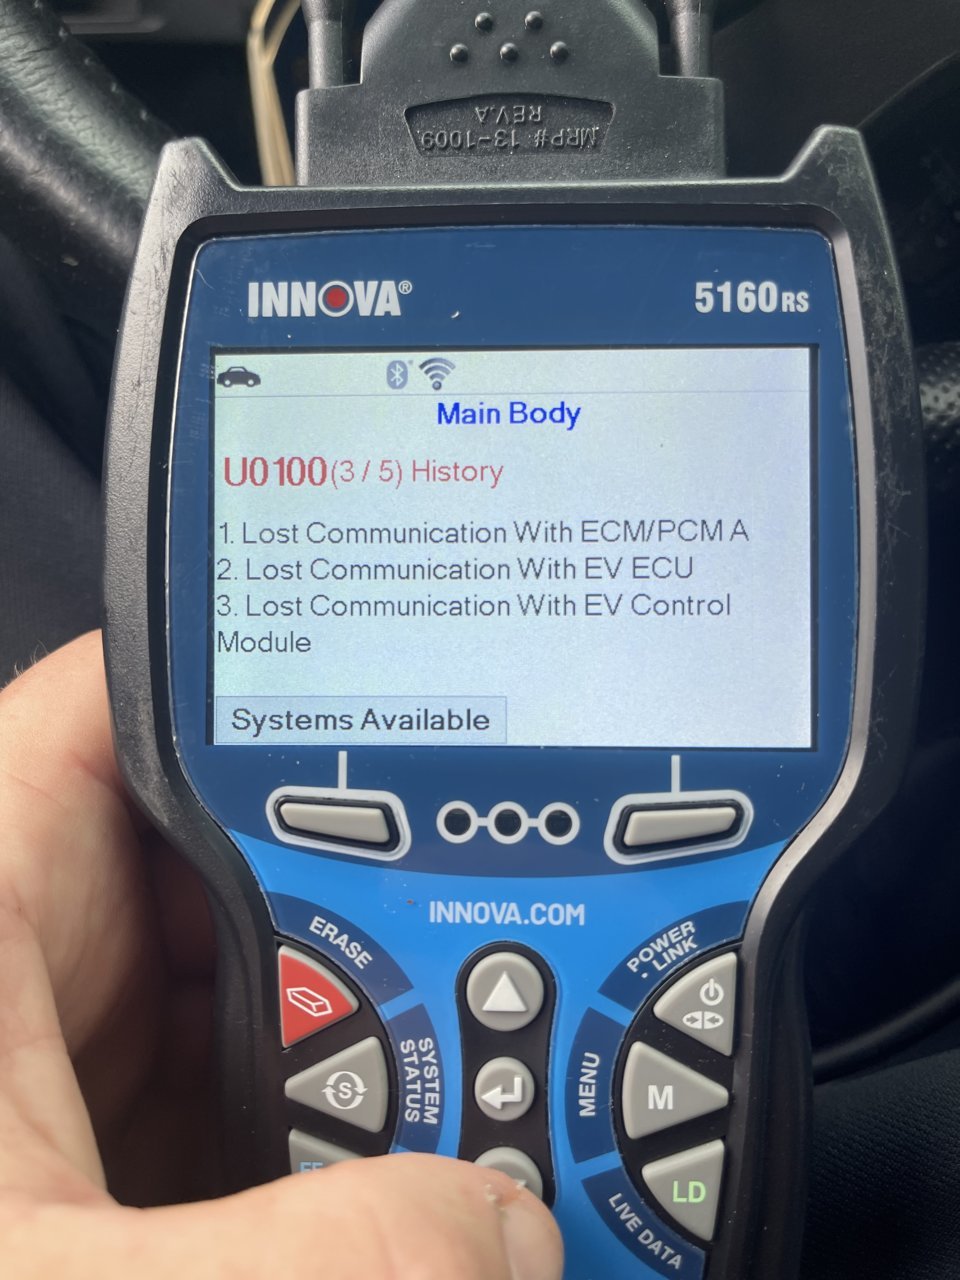 MRP# 13-1009
REV.A
INNOVA®
5160RS
Main Body
U0100(3 / 5) History
1. Lost Communication With ECM/PCM A
2. Lost Communication With EV ECU
3. Lost Communication With EV Control
Module
Systems Available
INNOVA.COM
ERASE
POWER
· LINK
S
SYSTEM
STATUS
MENU
M
LD
LIVE DATA